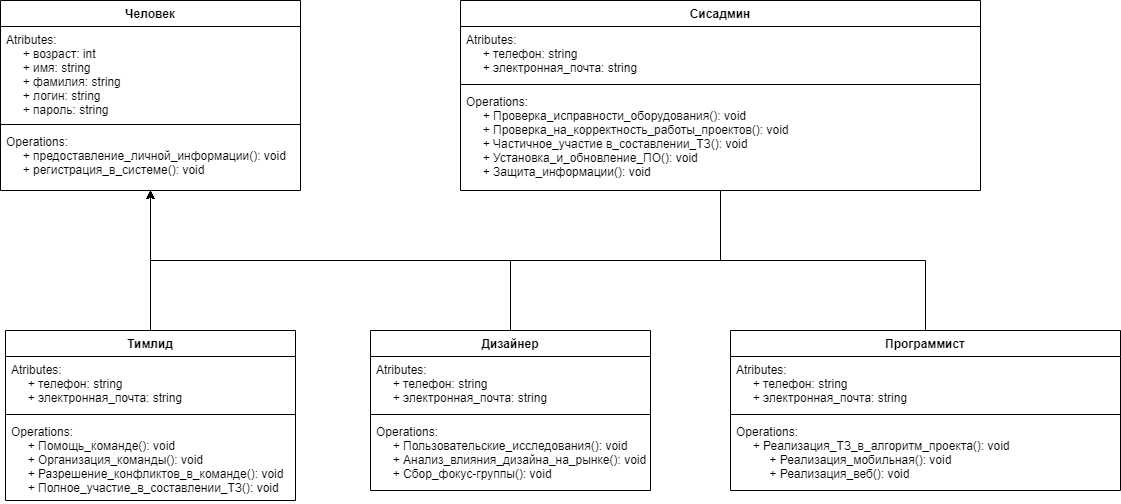 Человек
Atributes:
+ возраст: int
+ имя: string
+ фамилия: string
+ логин: string
+ пароль: string
Operations:
+ предоставление_личной_информации(): void
+ регистрация_в_системе(): void
Сисадмин
Atributes:
+ телефон: string
+ электронная_почта: string
Operations:
+ Проверка_исправности_оборудования(): void
+ Проверка_на_корректность_работы_проектов(): void
+ Частичное_участие в_составлении_ТЗ(): void
+ Установка_и_обновление_ПО(): void
+ Защита_информации(): void
Тимлид
Atributes:
+ телефон: string
+ электронная_почта: string
Operations:
+ Помощь_команде(): void
+ Организация_команды(): void
+ Разрешение_конфликтов_в_команде(): void
+ Полное_участие_в_составлении_ТЗ(): void
Дизайнер
Atributes:
+ телефон: string
+ электронная_почта: string
Operations:
+ Пользовательские_исследования(): void
+ Анализ_влияния_дизайна_на_рынке(): void
+ Сбор_фокус-группы(): void
Программист
Atributes:
+ телефон: string
+ электронная_почта: string
Operations:
+ Реализация_ТЗ_в_алгоритм_проекта(): void
+ Реализация_мобильная(): void
+ Реализация_веб(): void